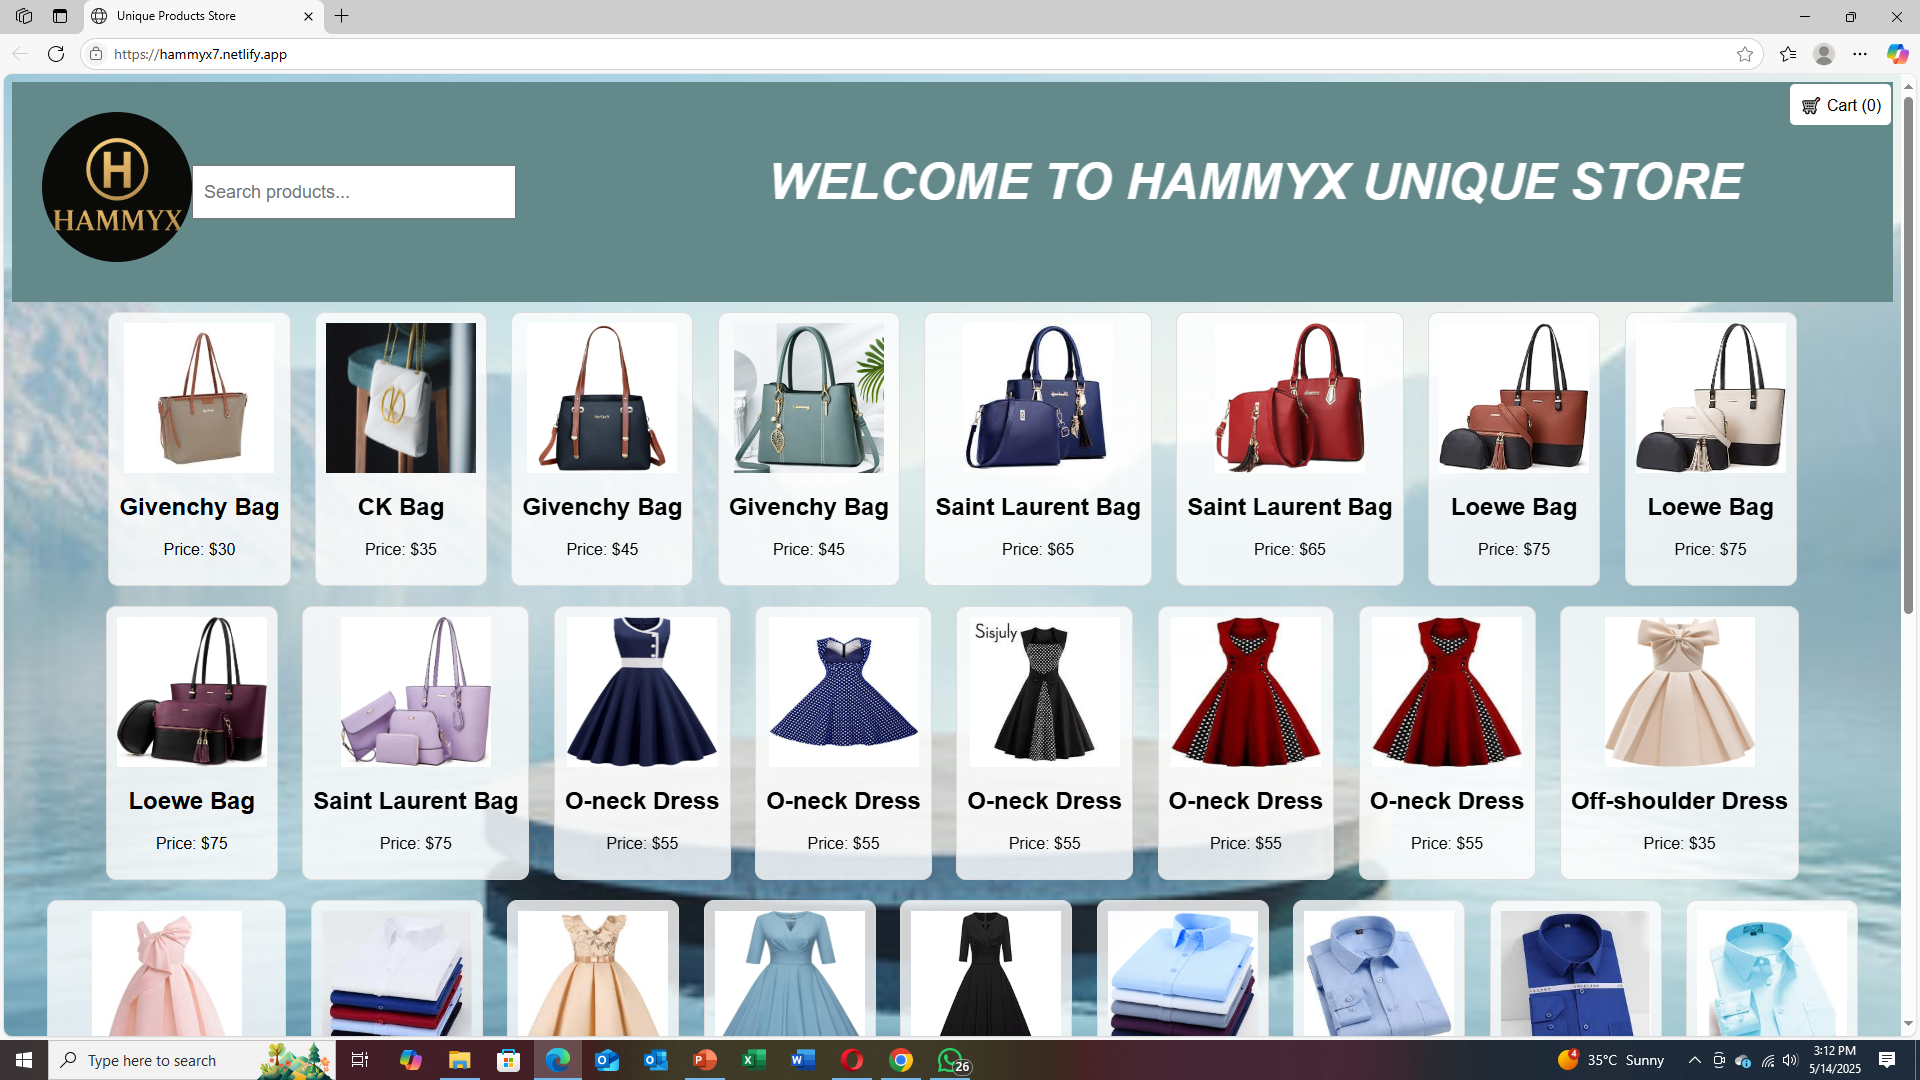 Unique Products Store
https://hammyx7.netlify.app
Cart (0)
H
HAMMYX
Search products...
WELCOME TO HAMMYX UNIQUE STORE
Givenchy Bag
Price: $30
CK Bag
Price: $35
Givenchy Bag
Price: $45
Givenchy Bag
Price: $45
Saint Laurent Bag
Price: $65
Saint Laurent Bag
Price: $65
Loewe Bag
Price: $75
Loewe Bag
Price: $75
Loewe Bag
Price: $75
Saint Laurent Bag
Price: $75
O-neck Dress
Price: $55
O-neck Dress
Price: $55
Sisjuly
O-neck Dress
Price: $55
O-neck Dress
Price: $55
O-neck Dress
Price: $55
Off-shoulder Dress
Price: $35
Type here to search
26
4
35°C Sunny
3:12 PM
5/14/2025